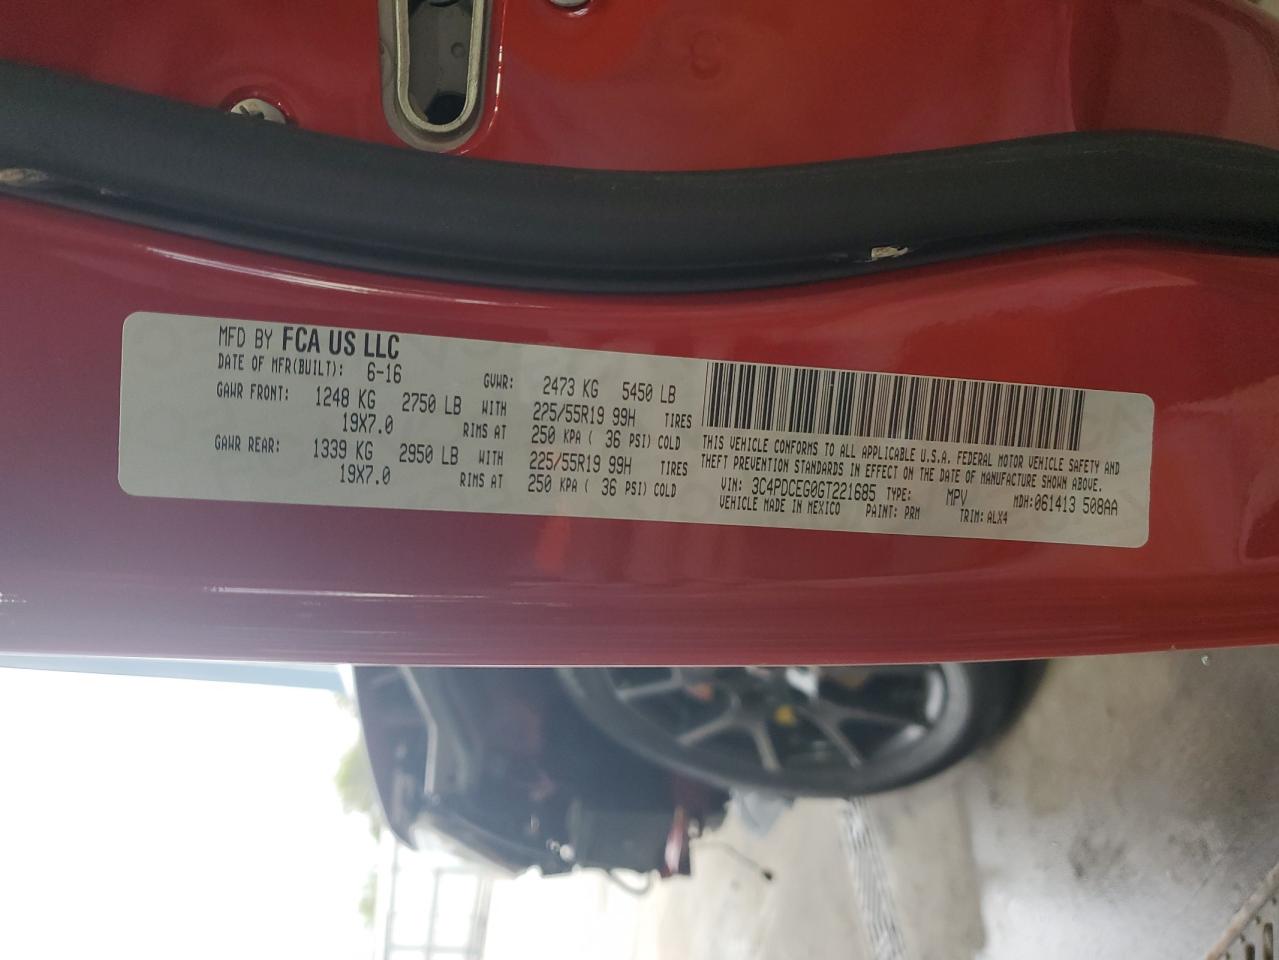 MFD BY FCA US LLC
DATE OF MFR(BUILT): 6-16 GVWR: 2473 KG 5450 LB
GAWR FRONT: 1248 KG 2750 LB WITH 225/55R19 99H TIRES
19X7.0 RIMS AT 250 KPA ( 36 PSI) COLD
GAWR REAR: 1339 KG 2950 LB WITH 225/55R19 99H TIRES
19X7.0 RIMS AT 250 KPA ( 36 PSI) COLD
THIS VEHICLE CONFORMS TO ALL APPLICABLE U.S.A. FEDERAL MOTOR VEHICLE SAFETY AND
THEFT PREVENTION STANDARDS IN EFFECT ON THE DATE OF MANUFACTURE SHOWN ABOVE.
VIN: 3C4PDCEG0GT221685 TYPE: MPV MDH: 061413 508AA
VEHICLE MADE IN MEXICO PAINT: PRM TRIM: ALX4